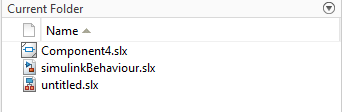 Current Folder
Name
Component4.slx
simulinkBehaviour.slx
untitled.slx